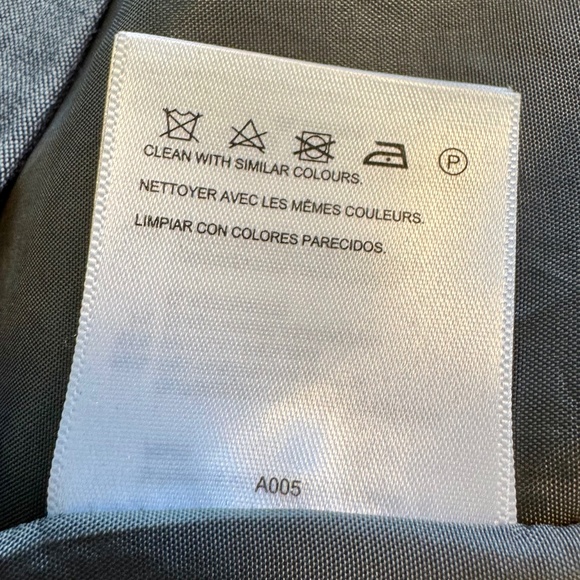 P
CLEAN WITH SIMILAR COLOURS.
NETTOYER AVEC LES MÊMES COULEURS.
LIMPIAR CON COLORES PARECIDOS.
A005